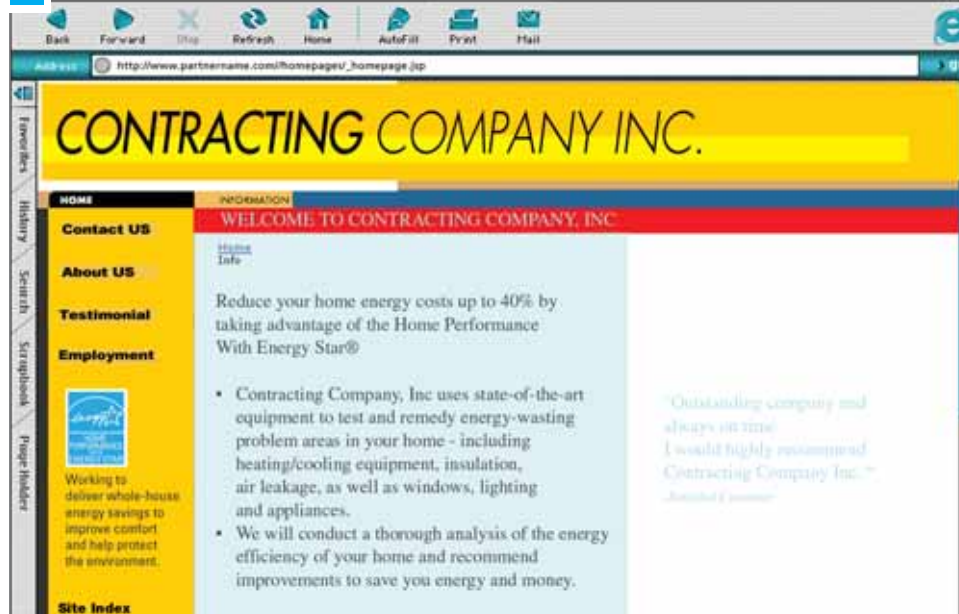 Back Forward Stop Refresh Home AutoFill Print Mail
Address http://www.partnername.com/homepages/_homepage.jsp
Favorites
History
Search
Scrapbook
Page Holder
CONTRACTING COMPANY INC.
HOME
INFORMATION
WELCOME TO CONTRACTING COMPANY, INC
Contact US
About US
Testimonial
Employment
Working to
deliver whole-house
energy savings to
improve comfort
and help protect
the environment.
Site Index
Home
Info
Reduce your home energy costs up to 40% by
taking advantage of the Home Performance
With Energy Star®
• Contracting Company, Inc uses state-of-the-art
equipment to test and remedy energy-wasting
problem areas in your home - including
heating/cooling equipment, insulation,
air leakage, as well as windows, lighting
and appliances.
• We will conduct a thorough analysis of the energy
efficiency of your home and recommend
improvements to save you energy and money.
"Outstanding company and
always on time.
I would highly recommend
Contracting Company Inc. "